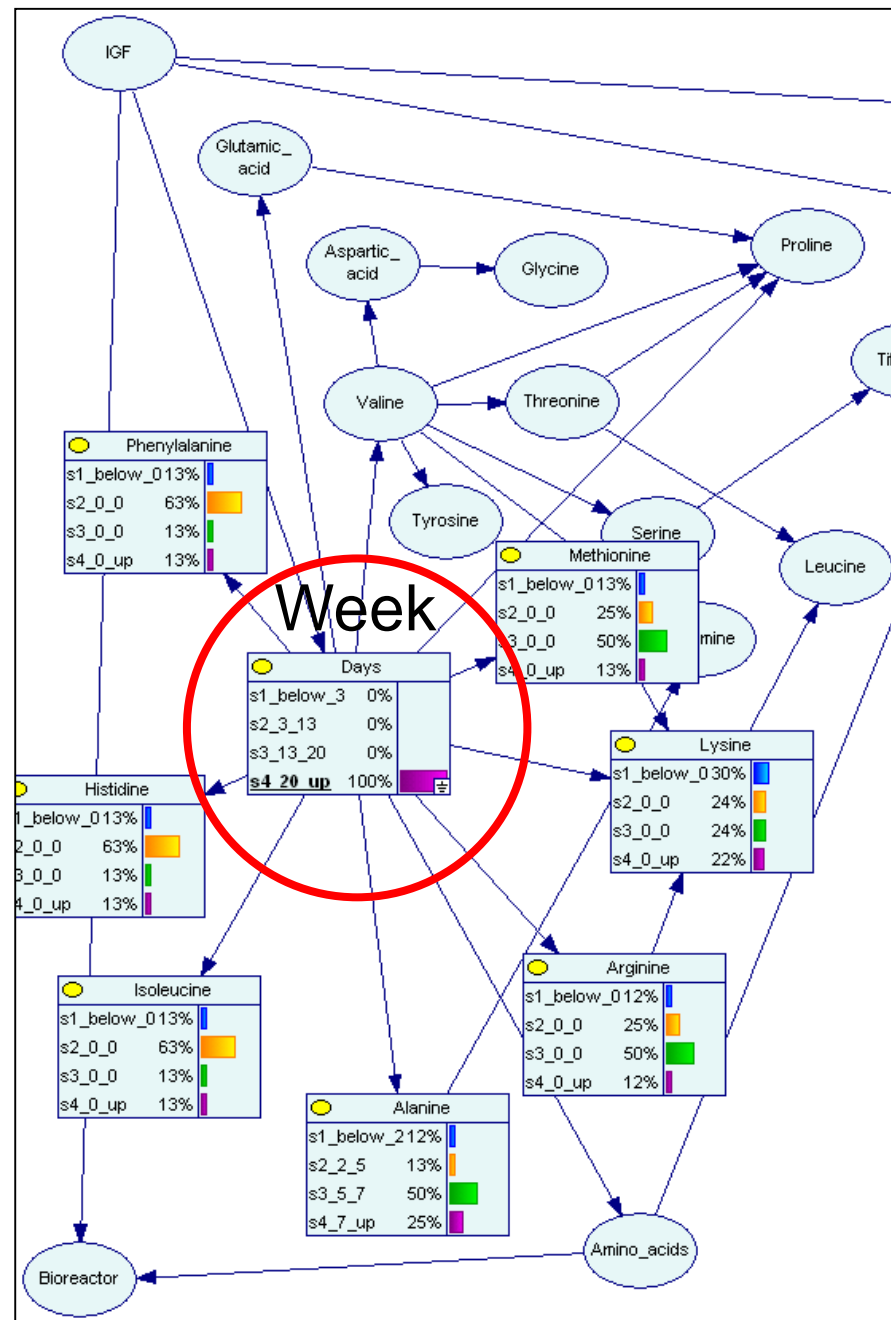 IGF
Glutamic_
acid
Aspartic_
acid
Glycine
Proline
Valine
Threonine
Phenylalanine
s1_below_0 13%
s2_0_0 63%
s3_0_0 13%
s4_0_up 13%
Tyrosine
Serine
Leucine
Methionine
s1_below_0 13%
s2_0_0 25%
s3_0_0 50%
s4_0_up 13%
Week
Days
s1_below_3 0%
s2_3_13 0%
s3_13_20 0%
s4_20_up 100%
Lysine
s1_below_0 30%
s2_0_0 24%
s3_0_0 24%
s4_0_up 22%
Histidine
1_below_0 13%
2_0_0 63%
3_0_0 13%
4_0_up 13%
Arginine
s1_below_0 12%
s2_0_0 25%
s3_0_0 50%
s4_0_up 12%
Isoleucine
s1_below_0 13%
s2_0_0 63%
s3_0_0 13%
s4_0_up 13%
Alanine
s1_below_2 12%
s2_2_5 13%
s3_5_7 50%
s4_7_up 25%
Amino_acids
Bioreactor